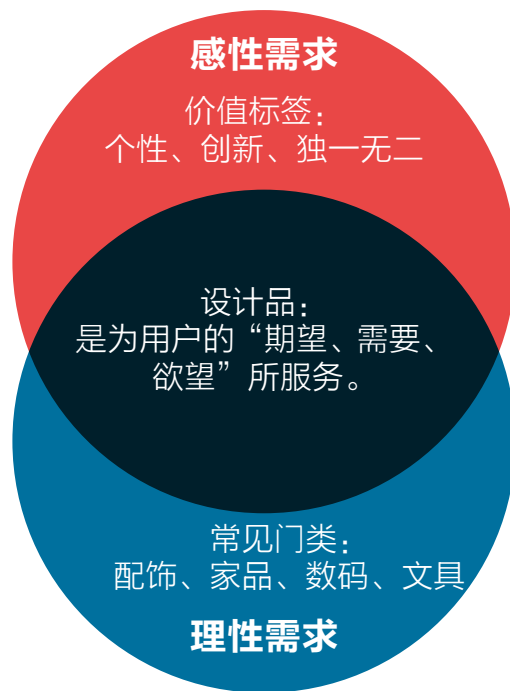 感性需求
价值标签：
个性、创新、独一无二
设计品：
是为用户的“期望、需要、
欲望”所服务。
常见门类：
配饰、家品、数码、文具
理性需求